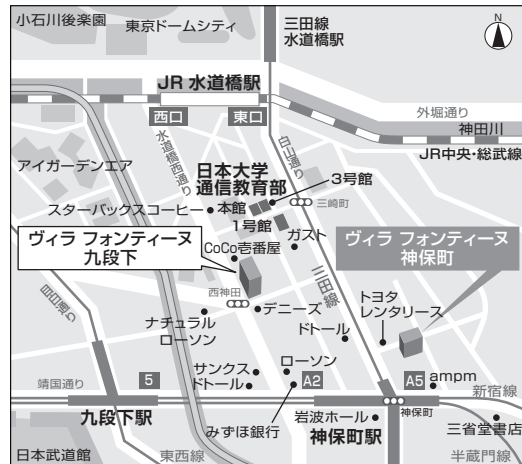 小石川後楽園
東京ドームシティ
三田線
水道橋駅
N
JR 水道橋駅
西口
東口
外堀通り
神田川
JR中央・総武線
水道橋西通り
白山通り
アイガーデンエア
日本大学
通信教育部
3号館
スターバックスコーヒー
本館
三崎町
1号館
ガスト
ヴィラ フォンティーヌ
九段下
CoCo壱番屋
ヴィラ フォンティーヌ
神保町
三田線
目白通り
西神田
デニーズ
トヨタ
レンタリース
ナチュラル
ローソン
ドトール
サンクス
ドトール
ローソン
靖国通り
5
A2
A5
ampm
新宿線
九段下駅
みずほ銀行
岩波ホール
神保町
神保町駅
三省堂書店
日本武道館
東西線
半蔵門線